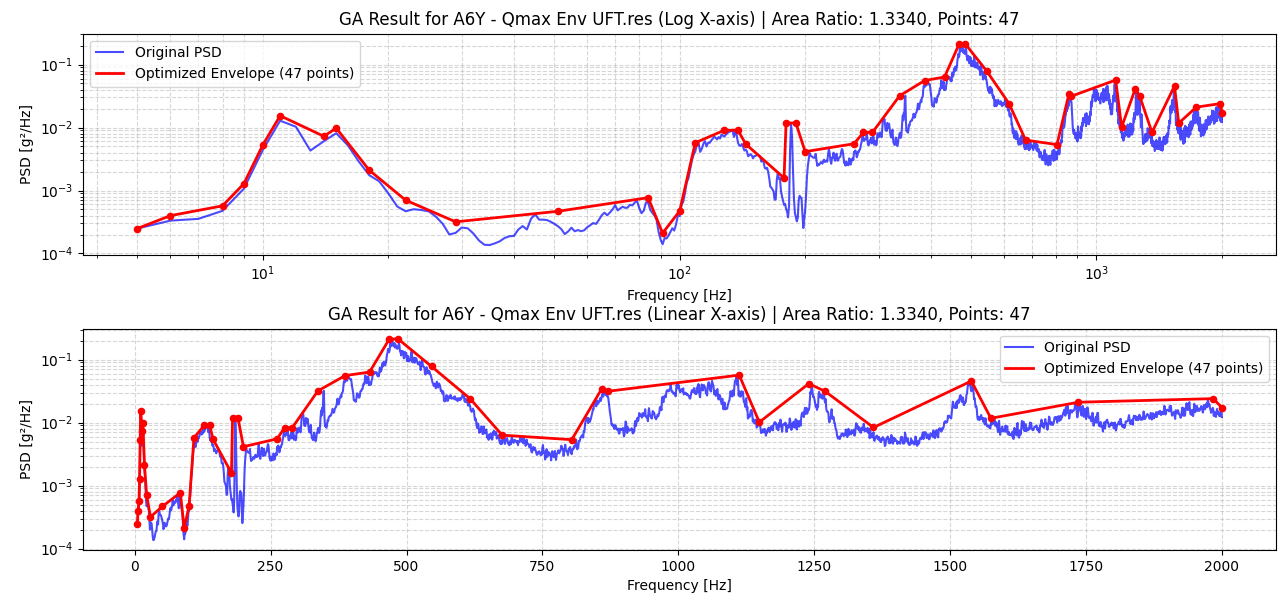 GA Result for A6Y - Qmax Env UFT.res (Log X-axis) | Area Ratio: 1.3340, Points: 47
Original PSD
Optimized Envelope (47 points)
PSD [g²/Hz]
10⁻¹
10⁻²
10⁻³
10⁻⁴
10¹ 10² 10³
Frequency [Hz]
GA Result for A6Y - Qmax Env UFT.res (Linear X-axis) | Area Ratio: 1.3340, Points: 47
Original PSD
Optimized Envelope (47 points)
PSD [g²/Hz]
10⁻¹
10⁻²
10⁻³
10⁻⁴
0 250 500 750 1000 1250 1500 1750 2000
Frequency [Hz]